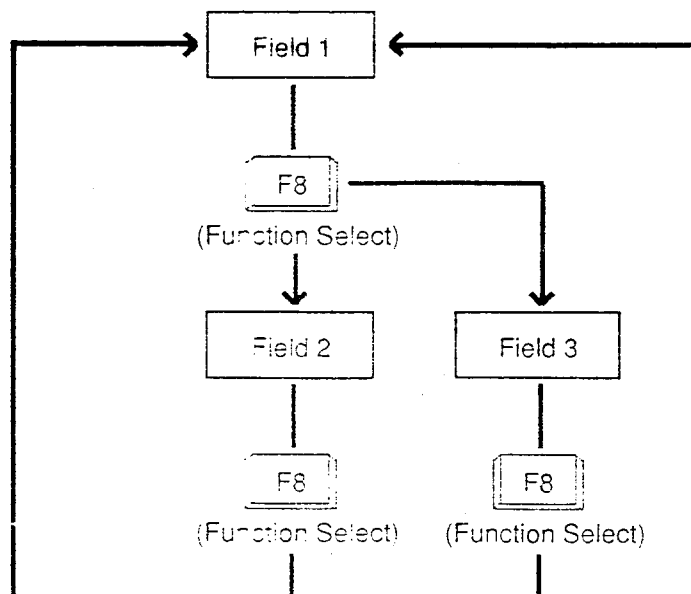 Field 1
F8
(Function Select)
Field 2
Field 3
F8
F8
(Function Select)
(Function Select)